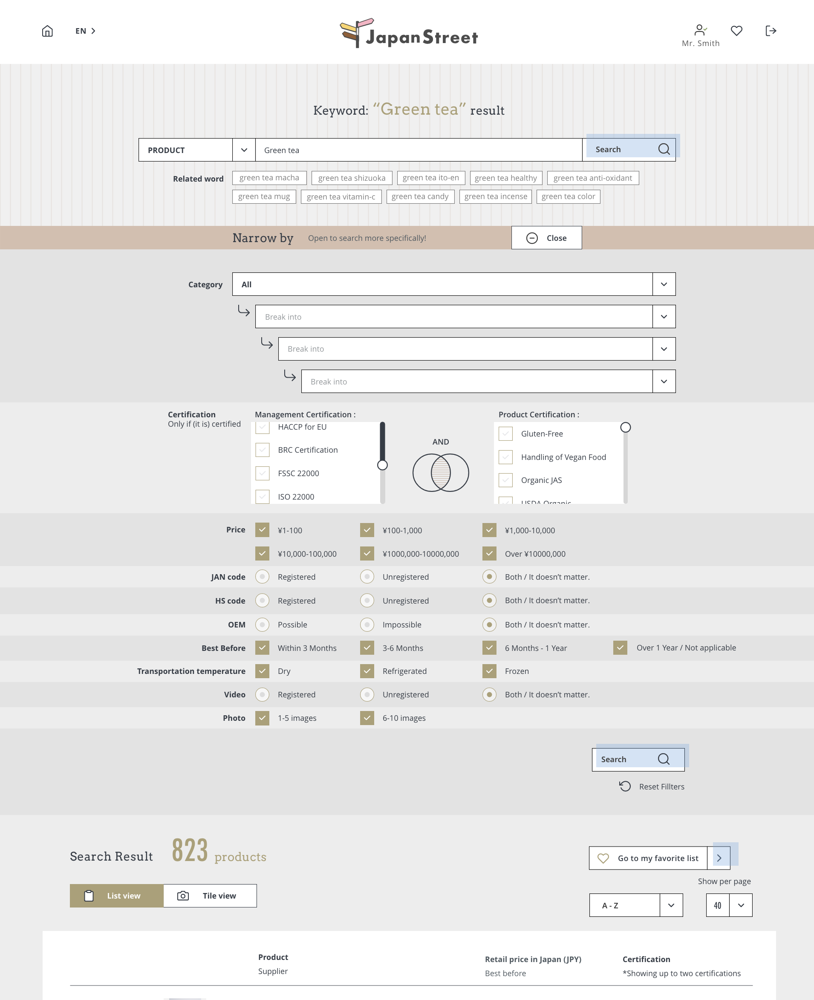 EN
JapanStreet
Mr. Smith
Keyword: “Green tea” result
PRODUCT
Green tea
Search
Related word
green tea macha
green tea shizuoka
green tea ito-en
green tea healthy
green tea anti-oxidant
green tea mug
green tea vitamin-c
green tea candy
green tea incense
green tea color
Narrow by
Open to search more specifically!
Close
Category
All
Break into
Break into
Break into
Certification
Only if (it is) certified
Management Certification :
HACCP for EU
BRC Certification
FSSC 22000
ISO 22000
AND
Product Certification :
Gluten-Free
Handling of Vegan Food
Organic JAS
USDA Organic
Price
¥1-100
¥100-1,000
¥1,000-10,000
¥10,000-100,000
¥1000,000-10000,000
Over ¥10000,000
JAN code
Registered
Unregistered
Both / It doesn’t matter.
HS code
Registered
Unregistered
Both / It doesn’t matter.
OEM
Possible
Impossible
Both / It doesn’t matter.
Best Before
Within 3 Months
3-6 Months
6 Months - 1 Year
Over 1 Year / Not applicable
Transportation temperature
Dry
Refrigerated
Frozen
Video
Registered
Unregistered
Both / It doesn’t matter.
Photo
1-5 images
6-10 images
Search
Reset Fillters
Search Result
823 products
Go to my favorite list
Show per page
List view
Tile view
A - Z
40
Product
Supplier
Retail price in Japan (JPY)
Best before
Certification
*Showing up to two certifications